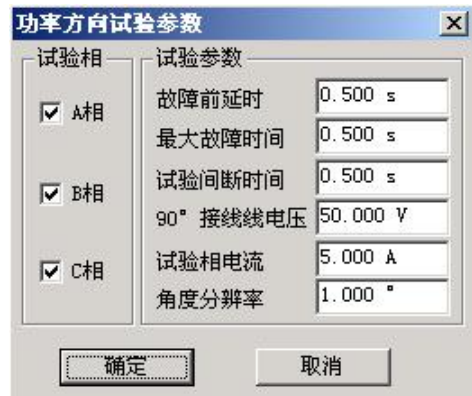 功率方向试验参数
试验相
A相
B相
C相
试验参数
故障前延时 0.500 s
最大故障时间 0.500 s
试验间断时间 0.500 s
90° 接线线电压 50.000 V
试验相电流 5.000 A
角度分辨率 1.000 °
确定 取消